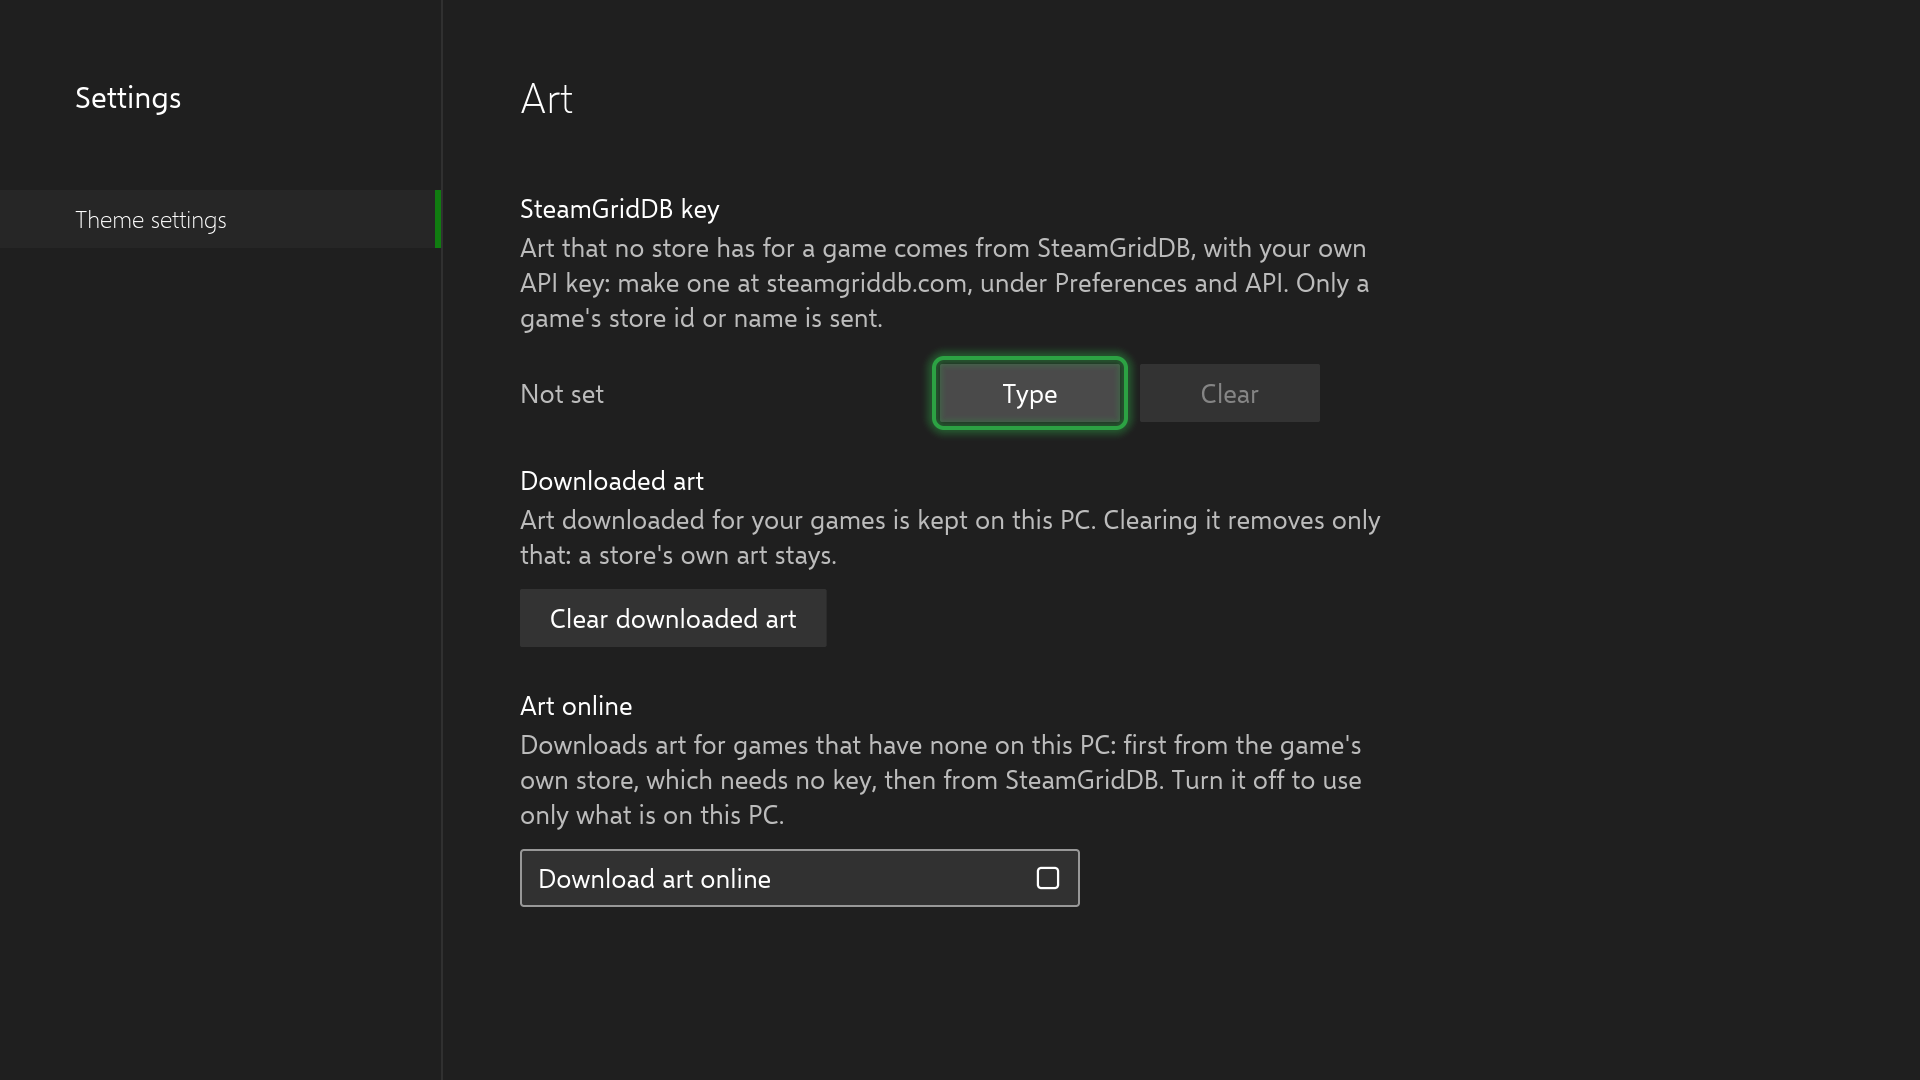 Settings
Theme settings
Art
SteamGridDB key
Art that no store has for a game comes from SteamGridDB, with your own
API key: make one at steamgriddb.com, under Preferences and API. Only a
game's store id or name is sent.
Not set
Type
Clear
Downloaded art
Art downloaded for your games is kept on this PC. Clearing it removes only
that: a store's own art stays.
Clear downloaded art
Art online
Downloads art for games that have none on this PC: first from the game's
own store, which needs no key, then from SteamGridDB. Turn it off to use
only what is on this PC.
Download art online